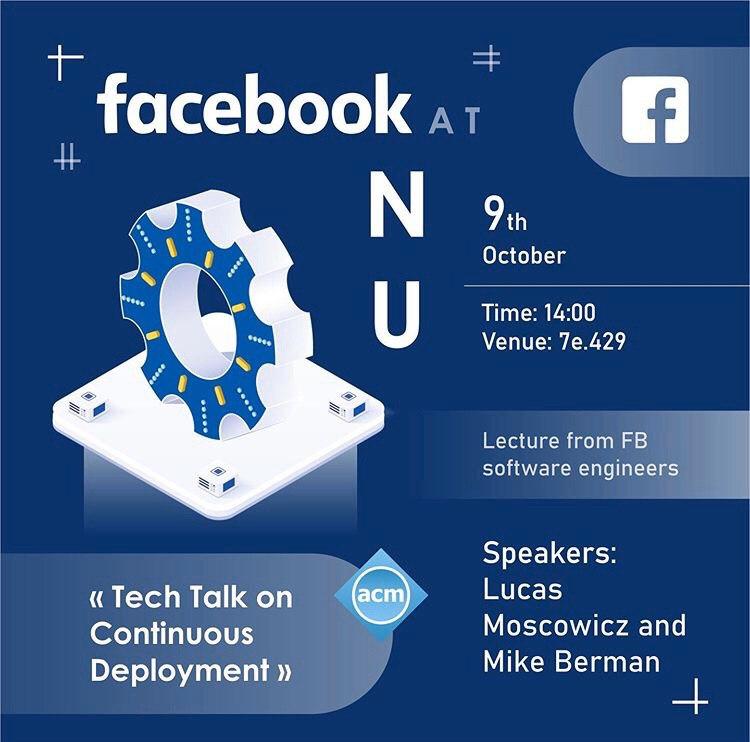 facebook AT
N
U
9th
October
Time: 14:00
Venue: 7e.429
Lecture from FB
software engineers
« Tech Talk on
Continuous
Deployment »
acm
Speakers:
Lucas
Moscowicz and
Mike Berman